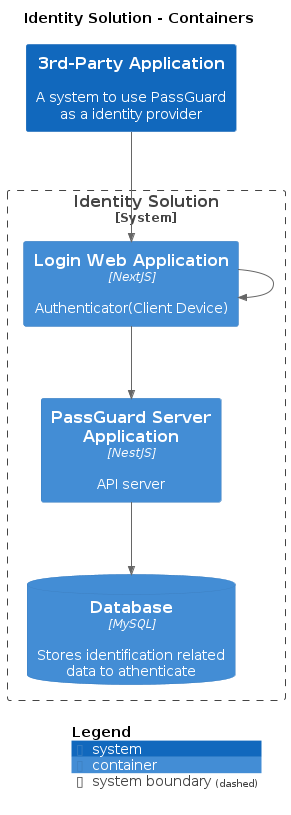 Identity Solution - Containers
3rd-Party Application
A system to use PassGuard
as a identity provider
Identity Solution
[System]
Login Web Application
[NextJS]
Authenticator(Client Device)
PassGuard Server
Application
[NestJS]
API server
Database
[MySQL]
Stores identification related
data to athenticate
Legend
system
container
system boundary (dashed)